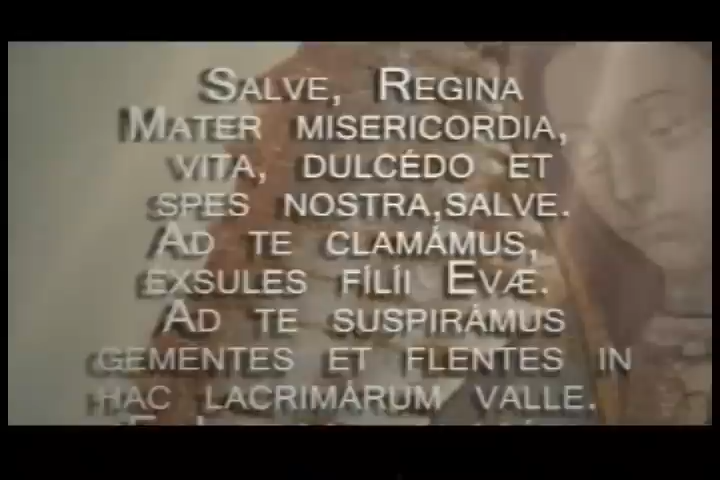 SALVE, REGINA
MATER MISERICORDIA,
VITA, DULCÉDO ET
SPES NOSTRA,SALVE.
AD TE CLAMÁMUS,
EXSULES FÍLÍI EVÆ.
AD TE SUSPIRÁMUS
GEMENTES ET FLENTES IN
HAC LACRIMÁRUM VALLE.